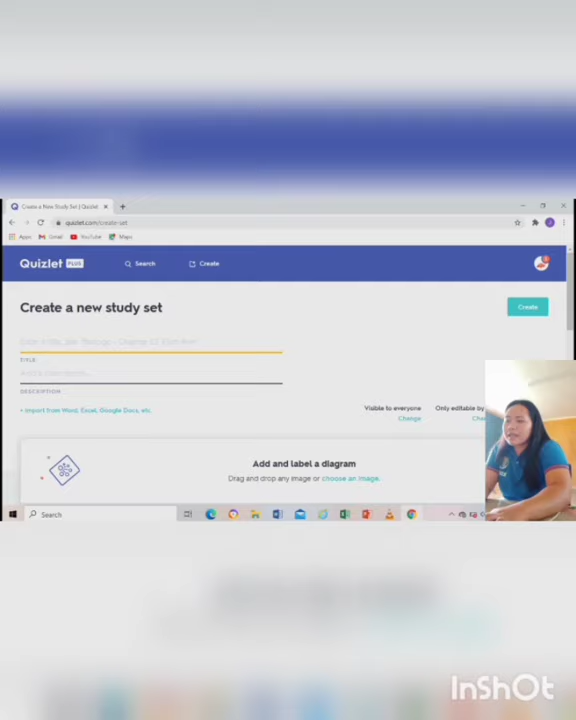 Create a New Study Set | Quizlet
quizlet.com/create-set
Apps Gmail YouTube Maps
Quizlet PLUS Search Create
Create a new study set
Create
TITLE
DESCRIPTION
+ Import from Word, Excel, Google Docs, etc.
Visible to everyone Only editable by
Change
Add and label a diagram
Drag and drop any image or choose an image.
Search
InShOt